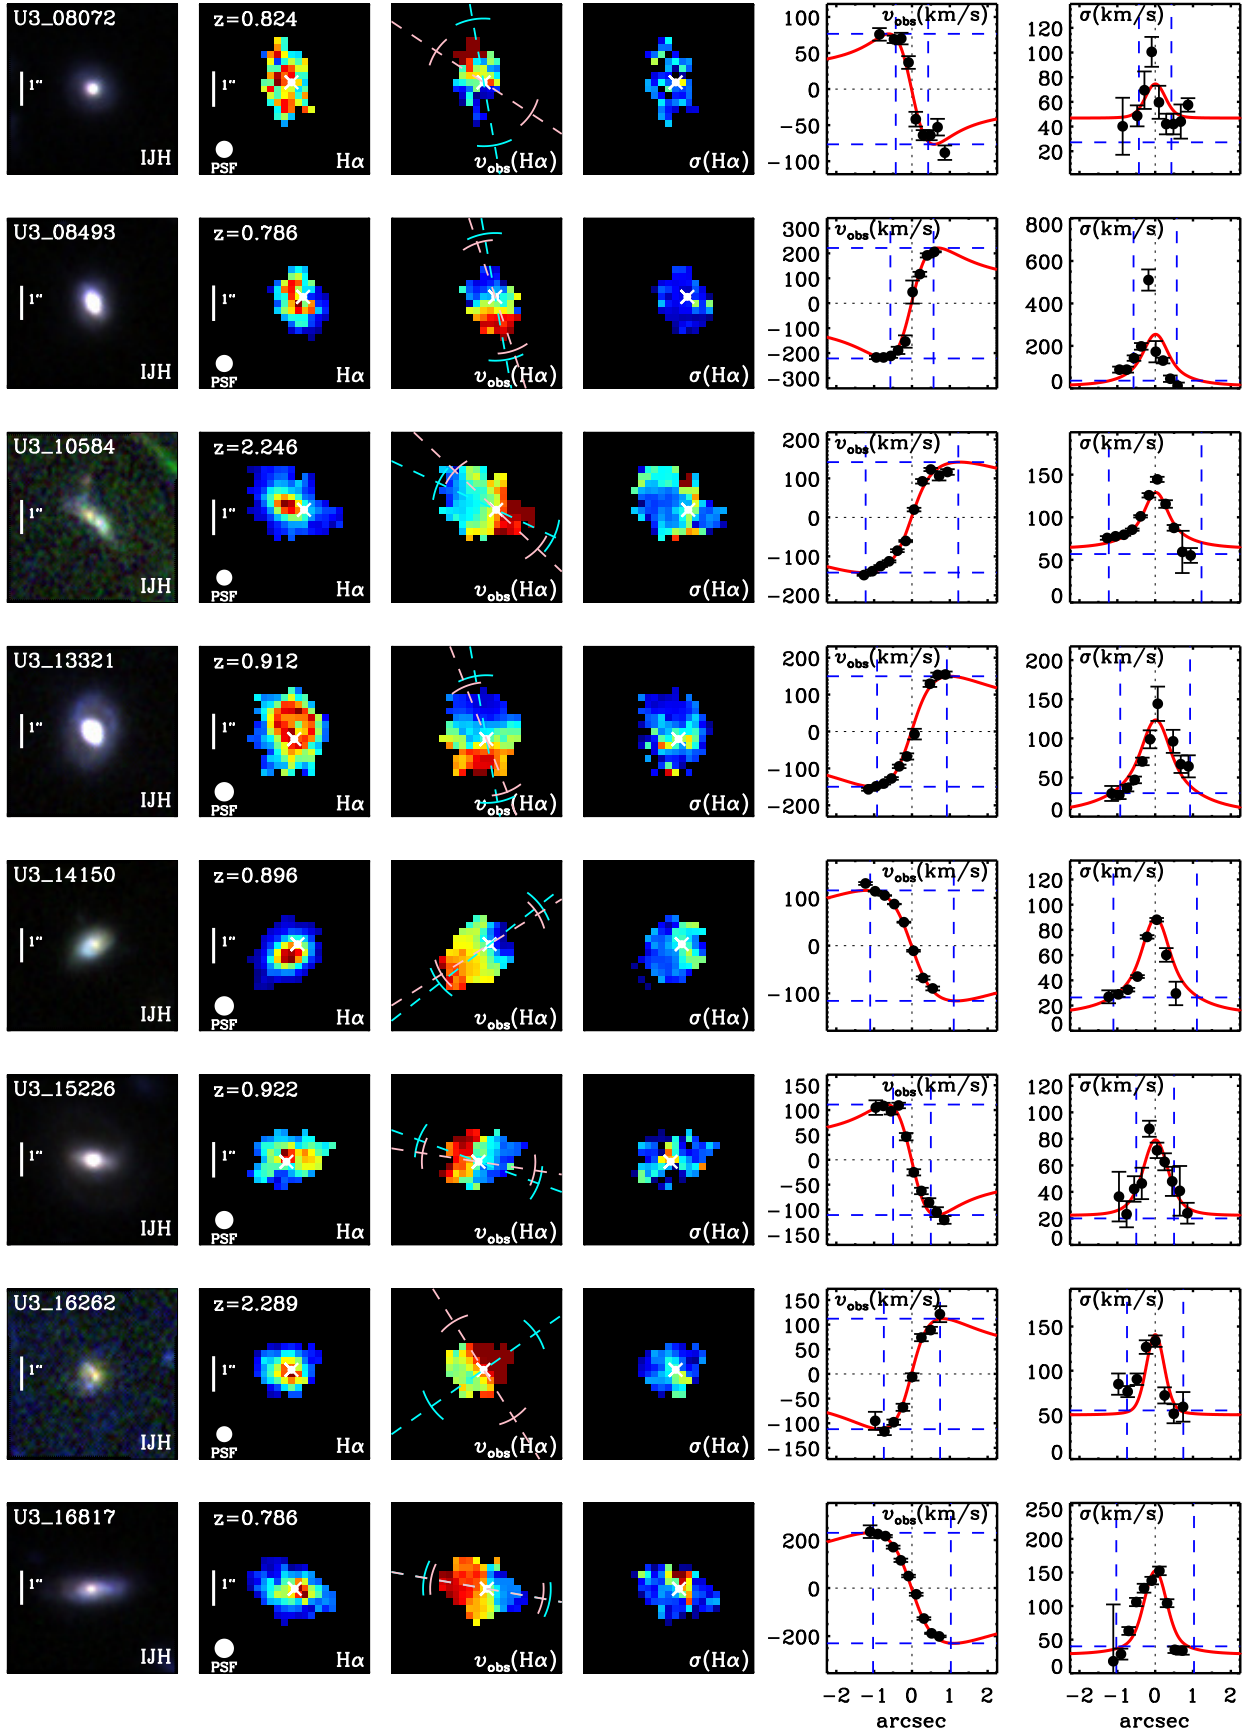 U3_08072 z=0.824 v_obs(km/s) σ(km/s)
1" 1"
IJH PSF Hα v_obs(Hα) σ(Hα)
100 50 0 −50 −100
140 120 100 80 60 40 20
U3_08493 z=0.786 v_obs(km/s) σ(km/s)
1" 1"
IJH PSF Hα v_obs(Hα) σ(Hα)
300 200 100 0 −100 −200 −300
800 600 400 200 0
U3_10584 z=2.246 v_obs(km/s) σ(km/s)
1" 1"
IJH PSF Hα v_obs(Hα) σ(Hα)
200 100 0 −100 −200
150 100 50 0
U3_13321 z=0.912 v_obs(km/s) σ(km/s)
1" 1"
IJH PSF Hα v_obs(Hα) σ(Hα)
200 100 0 −100 −200
200 150 100 50 0
U3_14150 z=0.896 v_obs(km/s) σ(km/s)
1" 1"
IJH PSF Hα v_obs(Hα) σ(Hα)
100 0 −100
120 100 80 60 40 20 0
U3_15226 z=0.922 v_obs(km/s) σ(km/s)
1" 1"
IJH PSF Hα v_obs(Hα) σ(Hα)
150 100 50 0 −50 −100 −150
120 100 80 60 40 20 0
U3_16262 z=2.289 v_obs(km/s) σ(km/s)
1" 1"
IJH PSF Hα v_obs(Hα) σ(Hα)
150 100 50 0 −50 −100 −150
150 100 50 0
U3_16817 z=0.786 v_obs(km/s) σ(km/s)
1" 1"
IJH PSF Hα v_obs(Hα) σ(Hα)
200 0 −200
250 200 150 100 50 0
−2 −1 0 1 2 −2 −1 0 1 2
arcsec arcsec